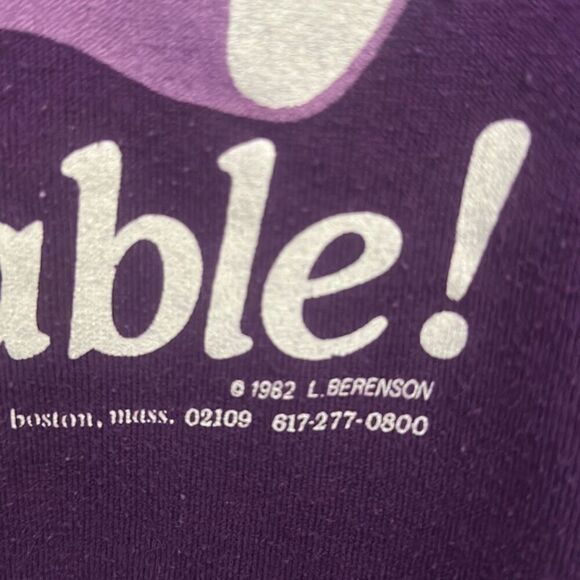 able!
© 1982 L. BERENSON
boston, mass. 02109 617-277-0800